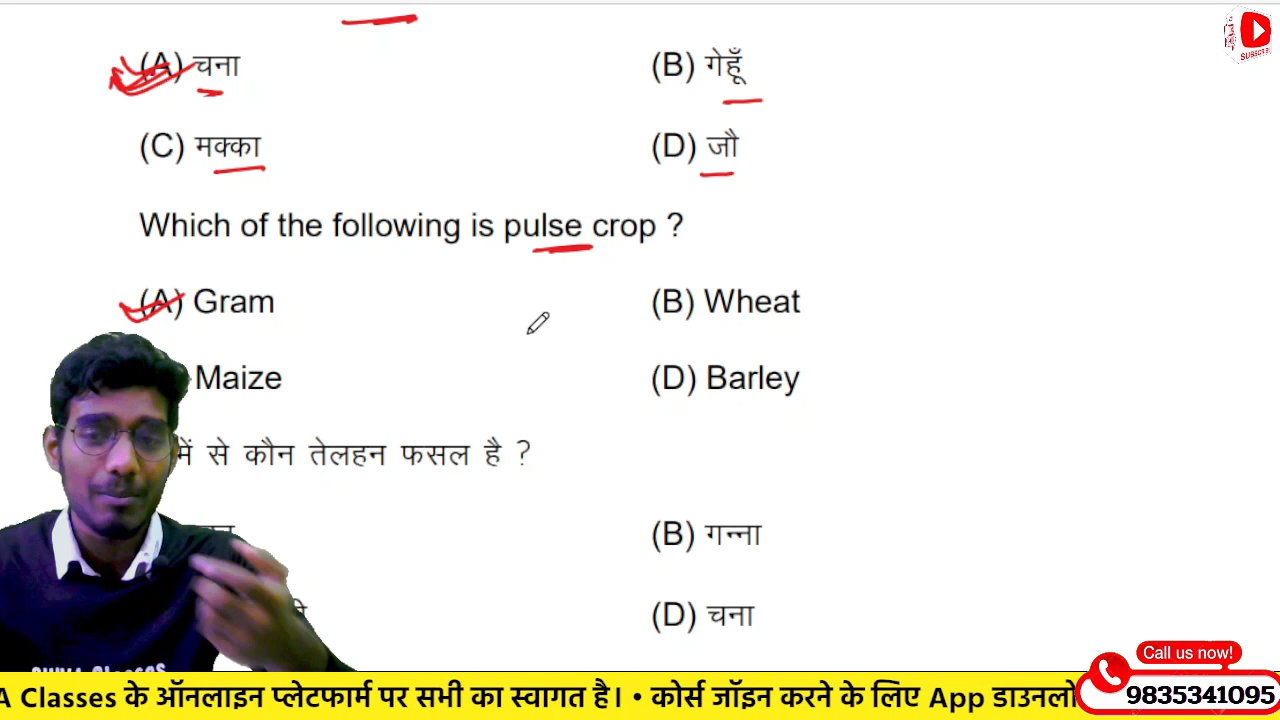 (A) चना (B) गेहूँ
(C) मक्का (D) जौ
Which of the following is pulse crop ?
(A) Gram (B) Wheat
Maize (D) Barley
में से कौन तेलहन फसल है ?
(B) गन्ना
(D) चना
A Classes के ऑनलाइन प्लेटफार्म पर सभी का स्वागत है। • कोर्स जॉइन करने के लिए App डाउनलो
Call us now!
9835341095